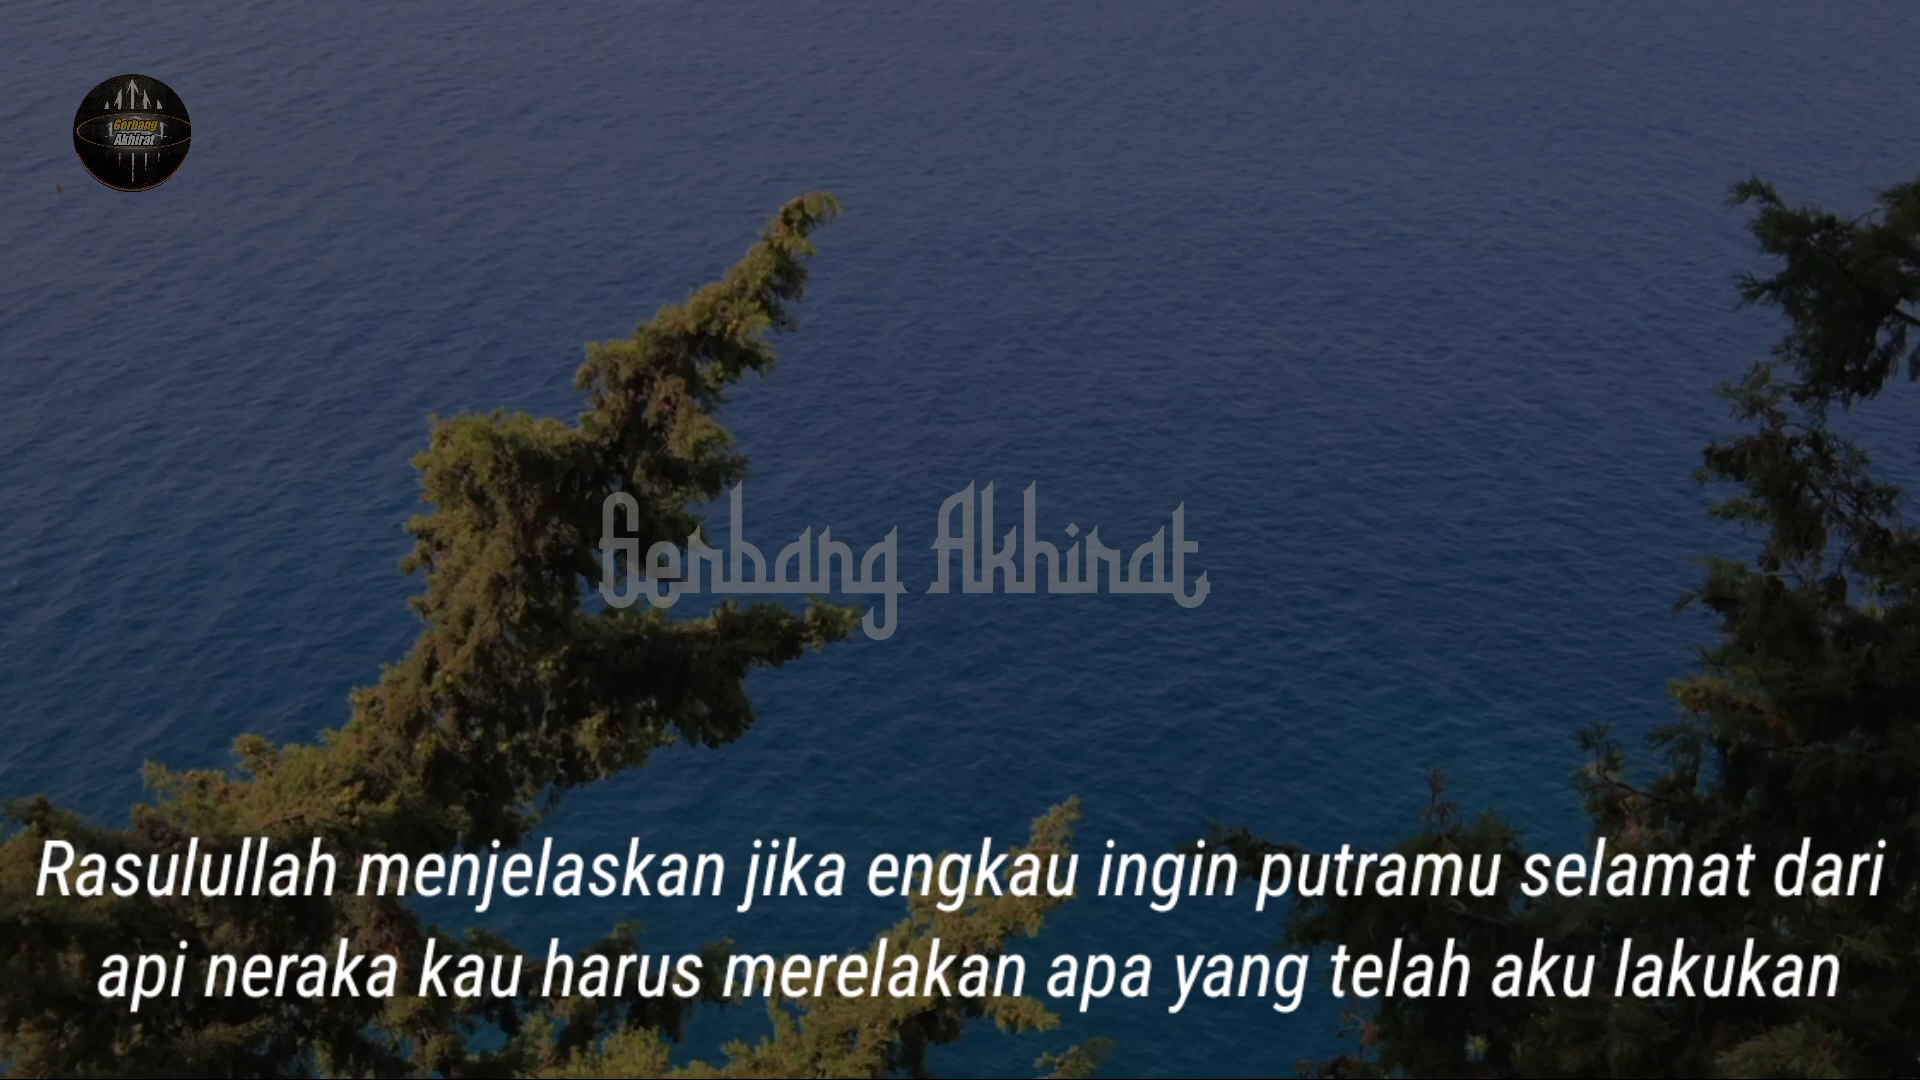 Gerbang
Akhirat
Gerbang Akhirat
Rasulullah menjelaskan jika engkau ingin putramu selamat dari
api neraka kau harus merelakan apa yang telah aku lakukan